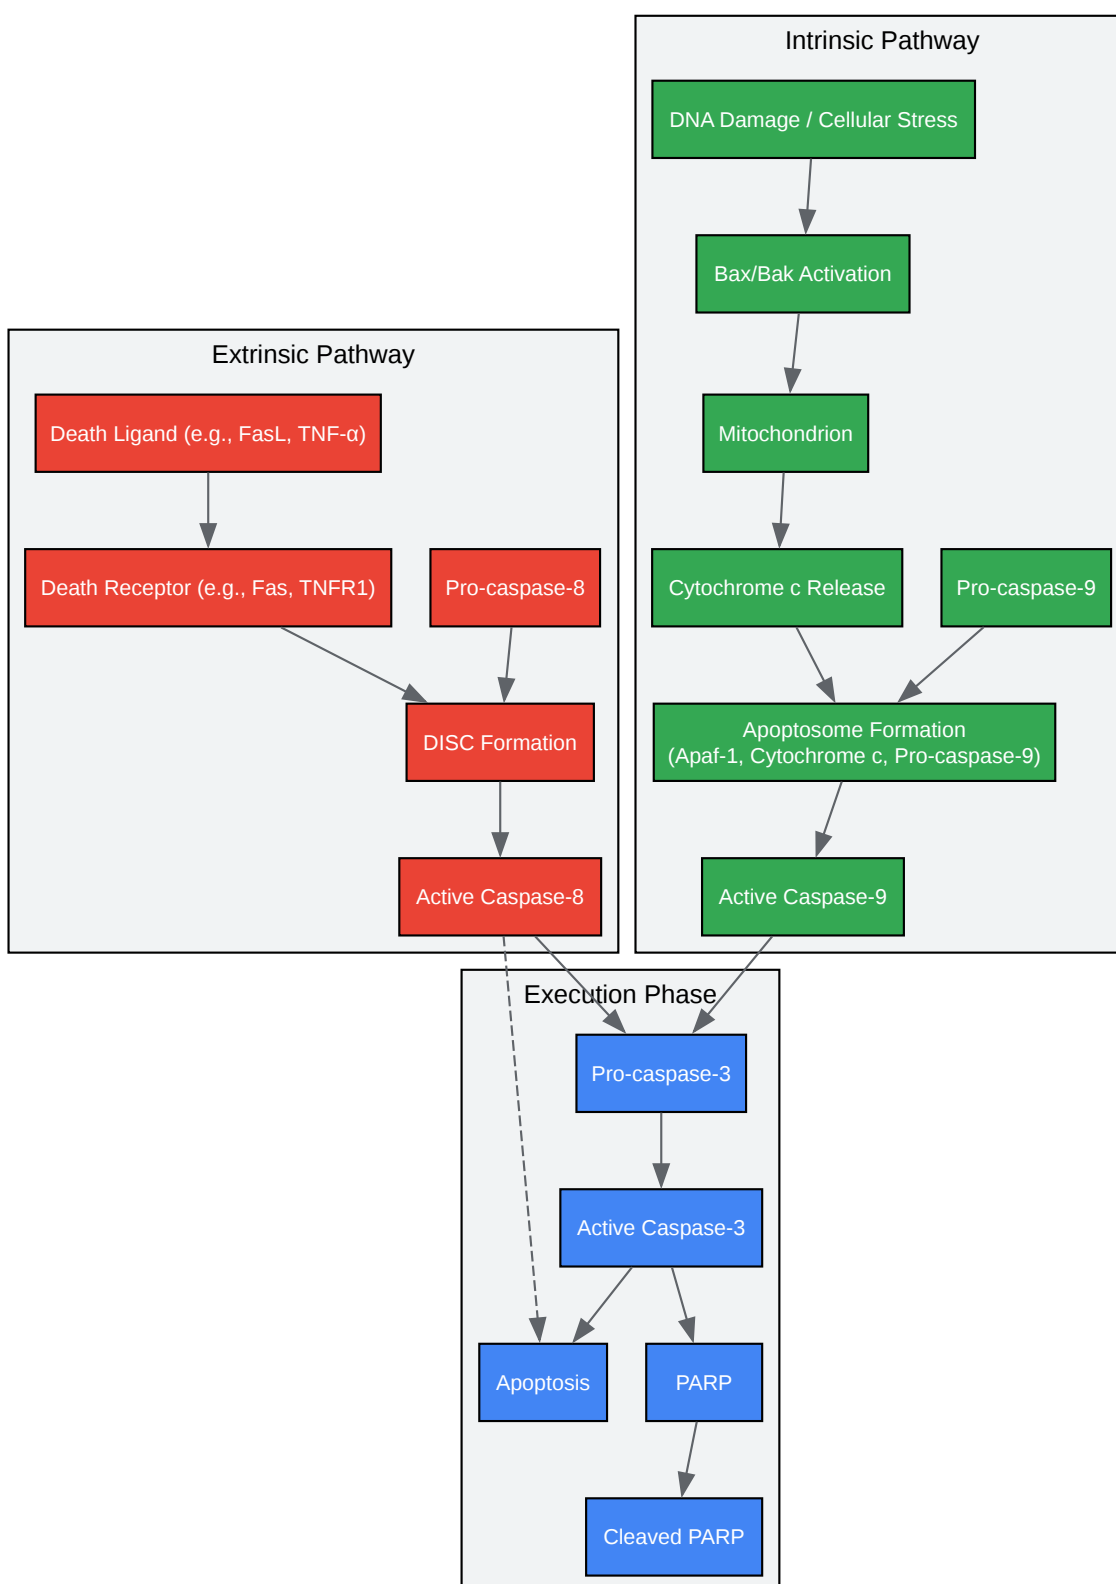 Intrinsic Pathway
DNA Damage / Cellular Stress
Bax/Bak Activation
Mitochondrion
Cytochrome c Release
Pro-caspase-9
Apoptosome Formation
(Apaf-1, Cytochrome c, Pro-caspase-9)
Active Caspase-9
Extrinsic Pathway
Death Ligand (e.g., FasL, TNF-α)
Death Receptor (e.g., Fas, TNFR1)
Pro-caspase-8
DISC Formation
Active Caspase-8
Execution Phase
Pro-caspase-3
Active Caspase-3
Apoptosis
PARP
Cleaved PARP